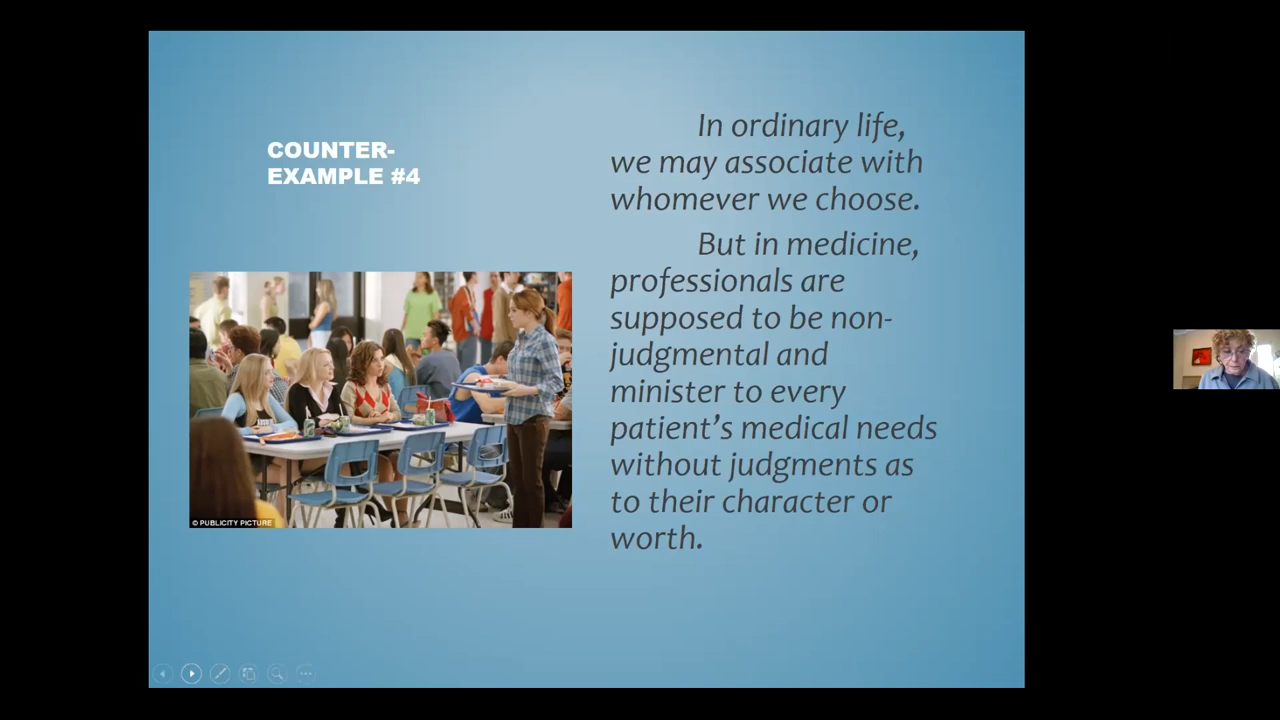 COUNTER-
EXAMPLE #4
In ordinary life,
we may associate with
whomever we choose.
But in medicine,
professionals are
supposed to be non-
judgmental and
minister to every
patient’s medical needs
without judgments as
to their character or
worth.
© PUBLICITY PICTURE